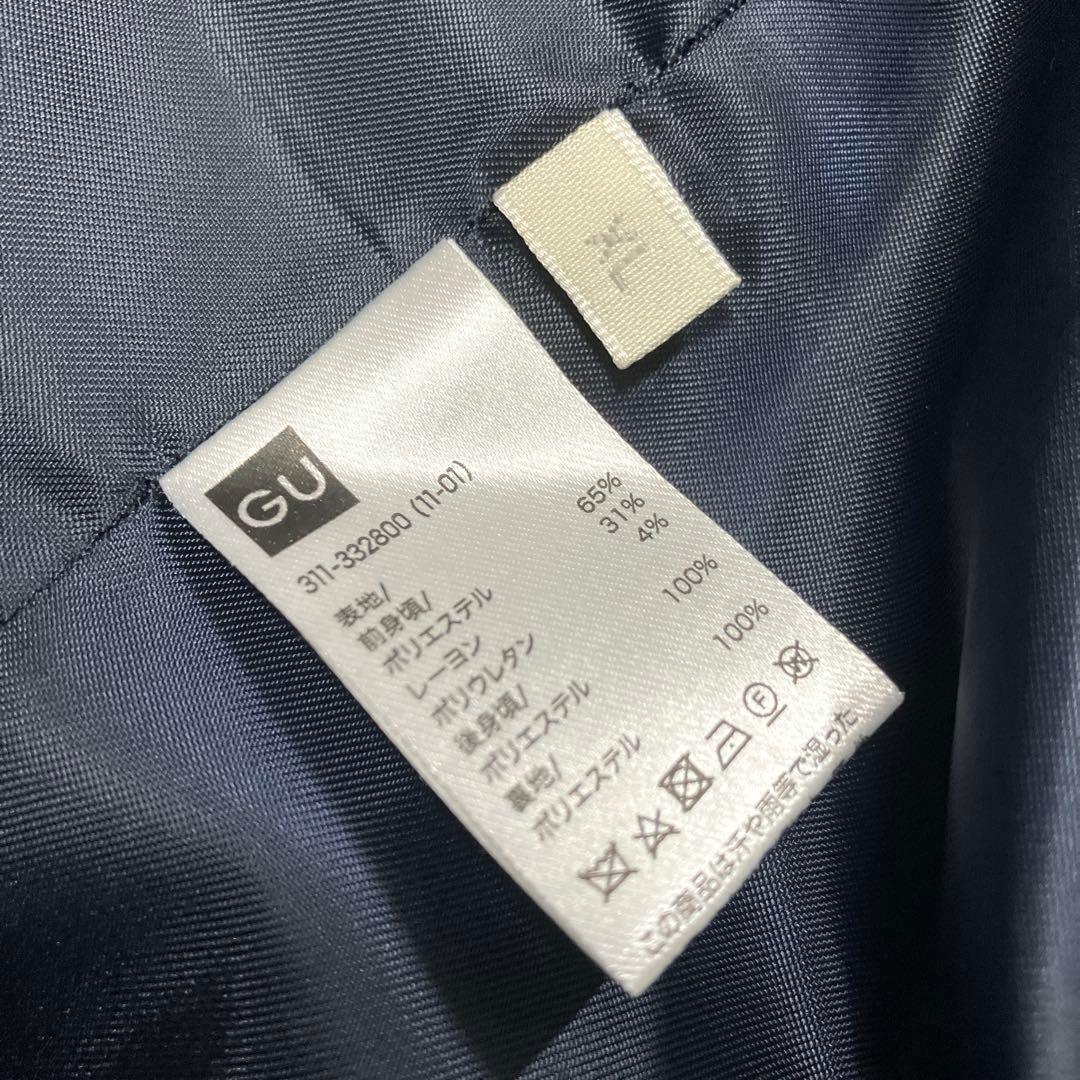 XL
GU
311-332800 (11-01)
表地/
前身頃/
ポリエステル 65%
レーヨン 31%
ポリウレタン 4%
後身頃/
ポリエステル 100%
裏地/
ポリエステル 100%
F
W
この商品は汗や雨等で湿った